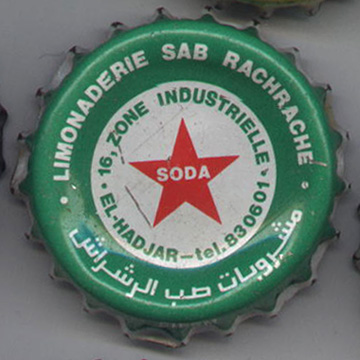 LIMONADERIE SAB RACHRACHE
16, ZONE INDUSTRIELLE
SODA
EL-HADJAR-tel.830601
مشروبات صب الرشراش